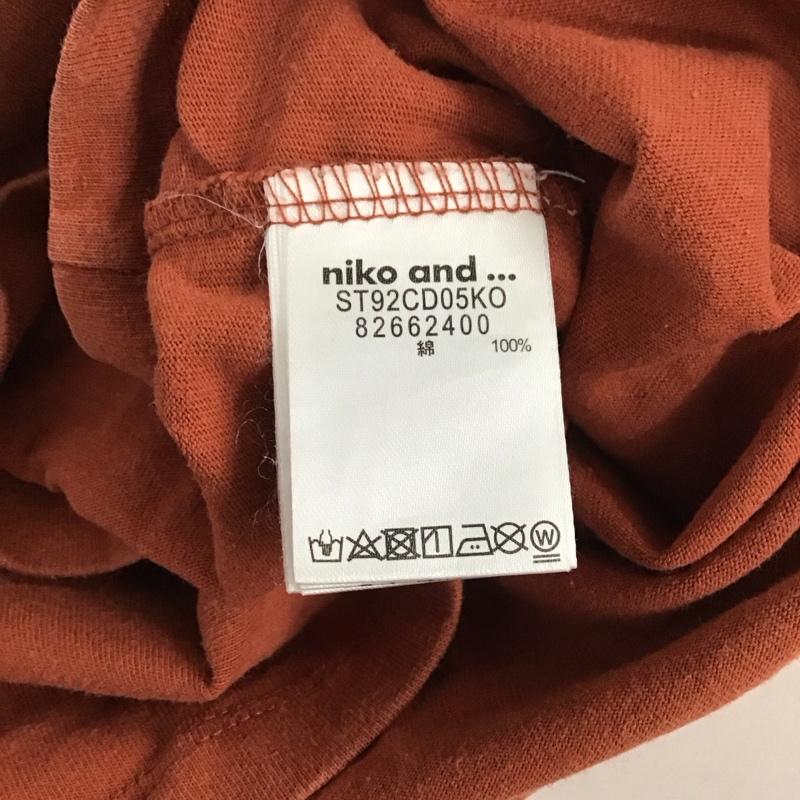 niko and ...
ST92CD05KO
82662400
綿 100%
W